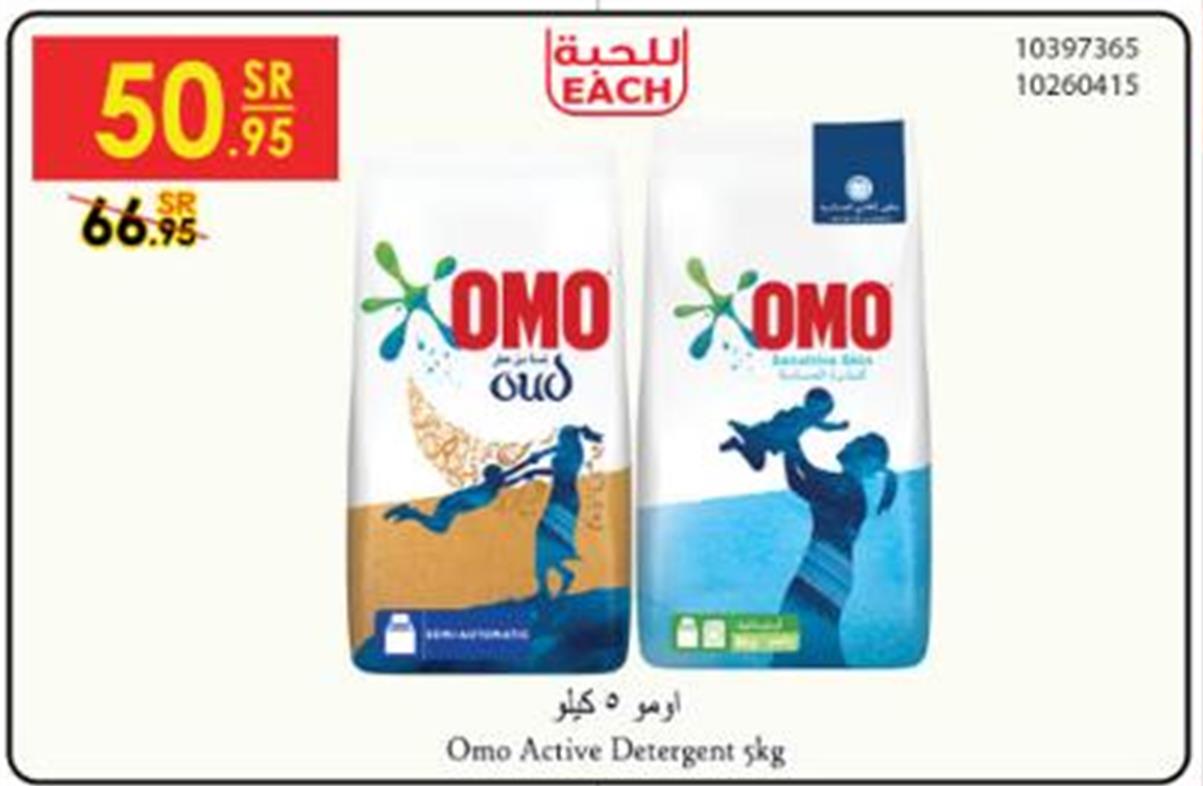 50.95 SR
66.95 SR
للحبة
EACH
10397365
10260415
OMO
oud
SEMI-AUTOMATIC
OMO
Sensitive Skin
اومو ٥ كيلو
Omo Active Detergent 5kg